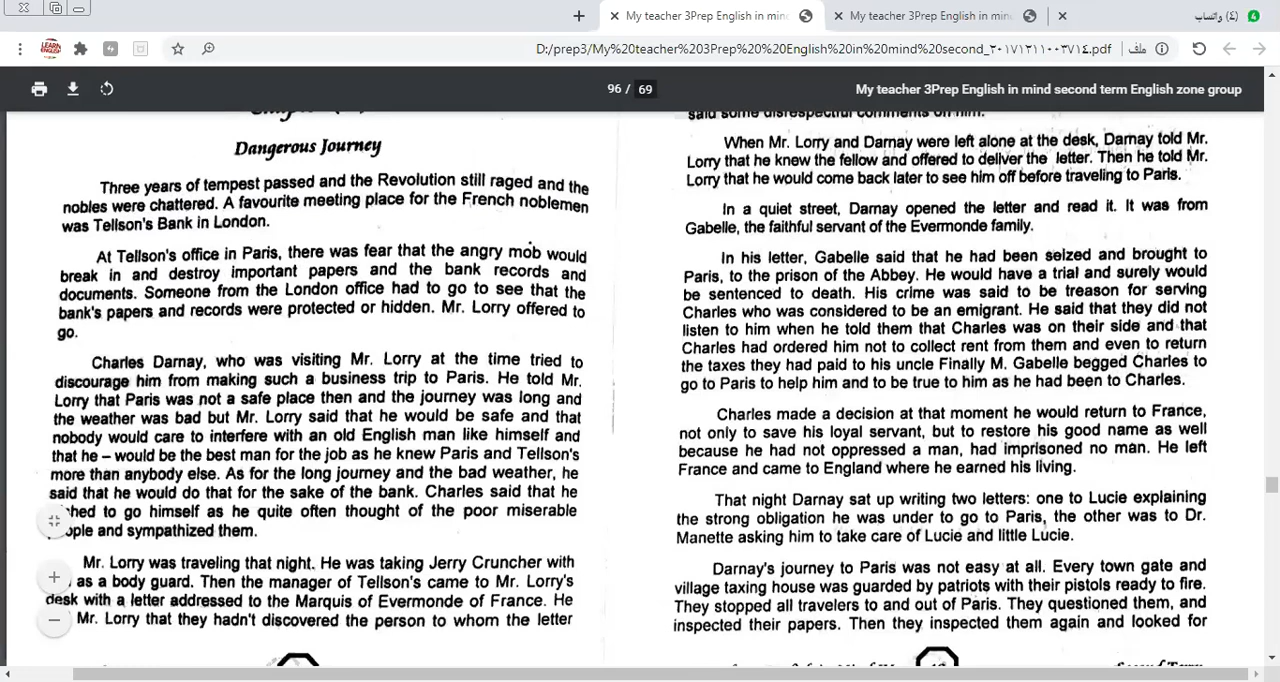 My teacher 3Prep English in mind
My teacher 3Prep English in min
(٤) واتساب
D:/prep3/My%20teacher%203Prep%20%20English%20in%20mind%20second_٢٠١٧١٢١١٠٠٣٧١٤.pdf
ملف
96 / 69
My teacher 3Prep English in mind second term English zone group
Dangerous Journey
Three years of tempest passed and the Revolution still raged and the
nobles were chattered. A favourite meeting place for the French noblemen
was Tellson's Bank in London.
At Tellson's office in Paris, there was fear that the angry mob would
break in and destroy important papers and the bank records and
documents. Someone from the London office had to go to see that the
bank's papers and records were protected or hidden. Mr. Lorry offered to
go.
Charles Darnay, who was visiting Mr. Lorry at the time tried to
discourage him from making such a business trip to Paris. He told Mr.
Lorry that Paris was not a safe place then and the journey was long and
the weather was bad but Mr. Lorry said that he would be safe and that
nobody would care to interfere with an old English man like himself and
that he – would be the best man for the job as he knew Paris and Tellson's
more than anybody else. As for the long journey and the bad weather, he
said that he would do that for the sake of the bank. Charles said that he
to go himself as he quite often thought of the poor miserable
and sympathized them.
Mr. Lorry was traveling that night. He was taking Jerry Cruncher with
as a body guard. Then the manager of Tellson's came to Mr. Lorry's
desk with a letter addressed to the Marquis of Evermonde of France. He
Mr. Lorry that they hadn't discovered the person to whom the letter
said some disrespectful comments on him.
When Mr. Lorry and Darnay were left alone at the desk, Darnay told Mr.
Lorry that he knew the fellow and offered to deliver the letter. Then he told Mr.
Lorry that he would come back later to see him off before traveling to Paris.
In a quiet street, Darnay opened the letter and read it. It was from
Gabelle, the faithful servant of the Evermonde family.
In his letter, Gabelle said that he had been seized and brought to
Paris, to the prison of the Abbey. He would have a trial and surely would
be sentenced to death. His crime was said to be treason for serving
Charles who was considered to be an emigrant. He said that they did not
listen to him when he told them that Charles was on their side and that
Charles had ordered him not to collect rent from them and even to return
the taxes they had paid to his uncle Finally M. Gabelle begged Charles to
go to Paris to help him and to be true to him as he had been to Charles.
Charles made a decision at that moment he would return to France,
not only to save his loyal servant, but to restore his good name as well
because he had not oppressed a man, had imprisoned no man. He left
France and came to England where he earned his living.
That night Darnay sat up writing two letters: one to Lucie explaining
the strong obligation he was under to go to Paris, the other was to Dr.
Manette asking him to take care of Lucie and little Lucie.
Darnay's journey to Paris was not easy at all. Every town gate and
village taxing house was guarded by patriots with their pistols ready to fire.
They stopped all travelers to and out of Paris. They questioned them, and
inspected their papers. Then they inspected them again and looked for